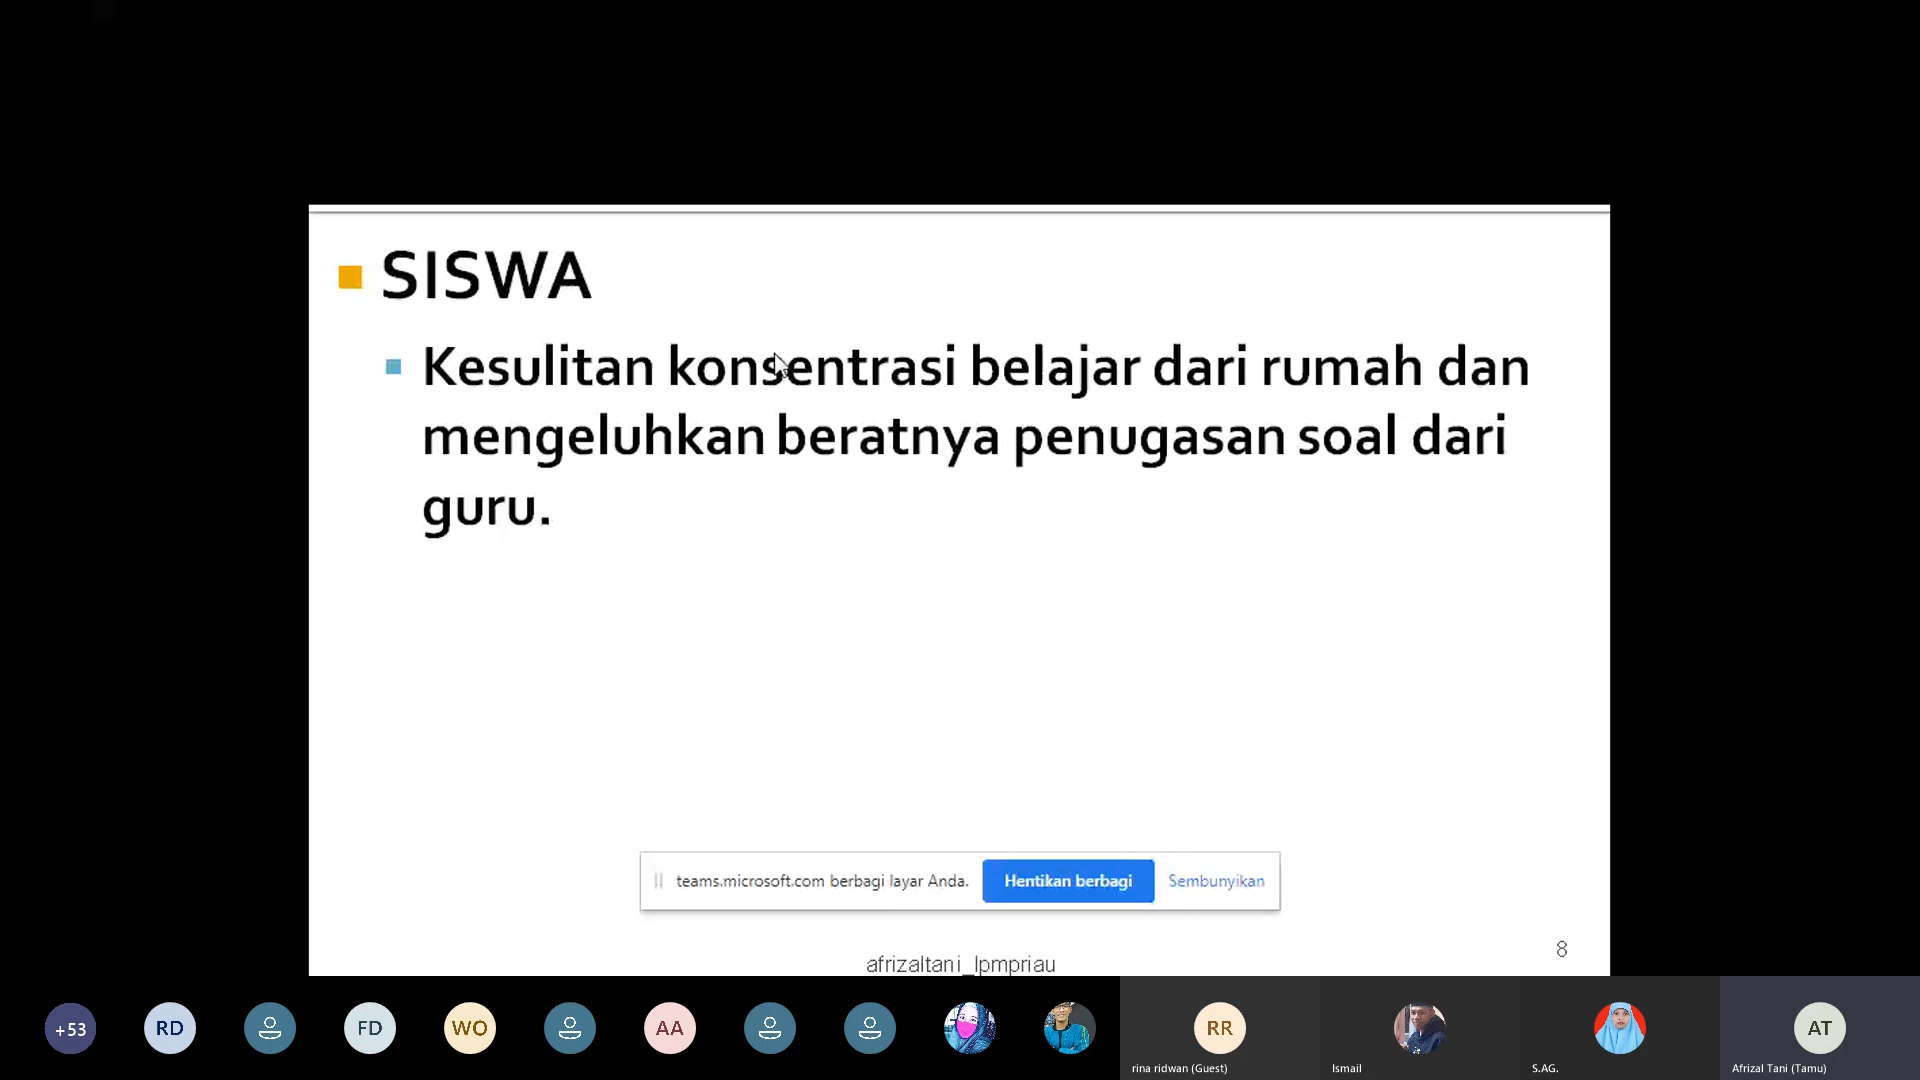 SISWA
Kesulitan konsentrasi belajar dari rumah dan
mengeluhkan beratnya penugasan soal dari
guru.
teams.microsoft.com berbagi layar Anda. Hentikan berbagi Sembunyikan
8
afrizaltani_lpmpriau
+53 RD FD WO AA RR AT
rina ridwan (Guest) Ismail S.AG. Afrizal Tani (Tamu)